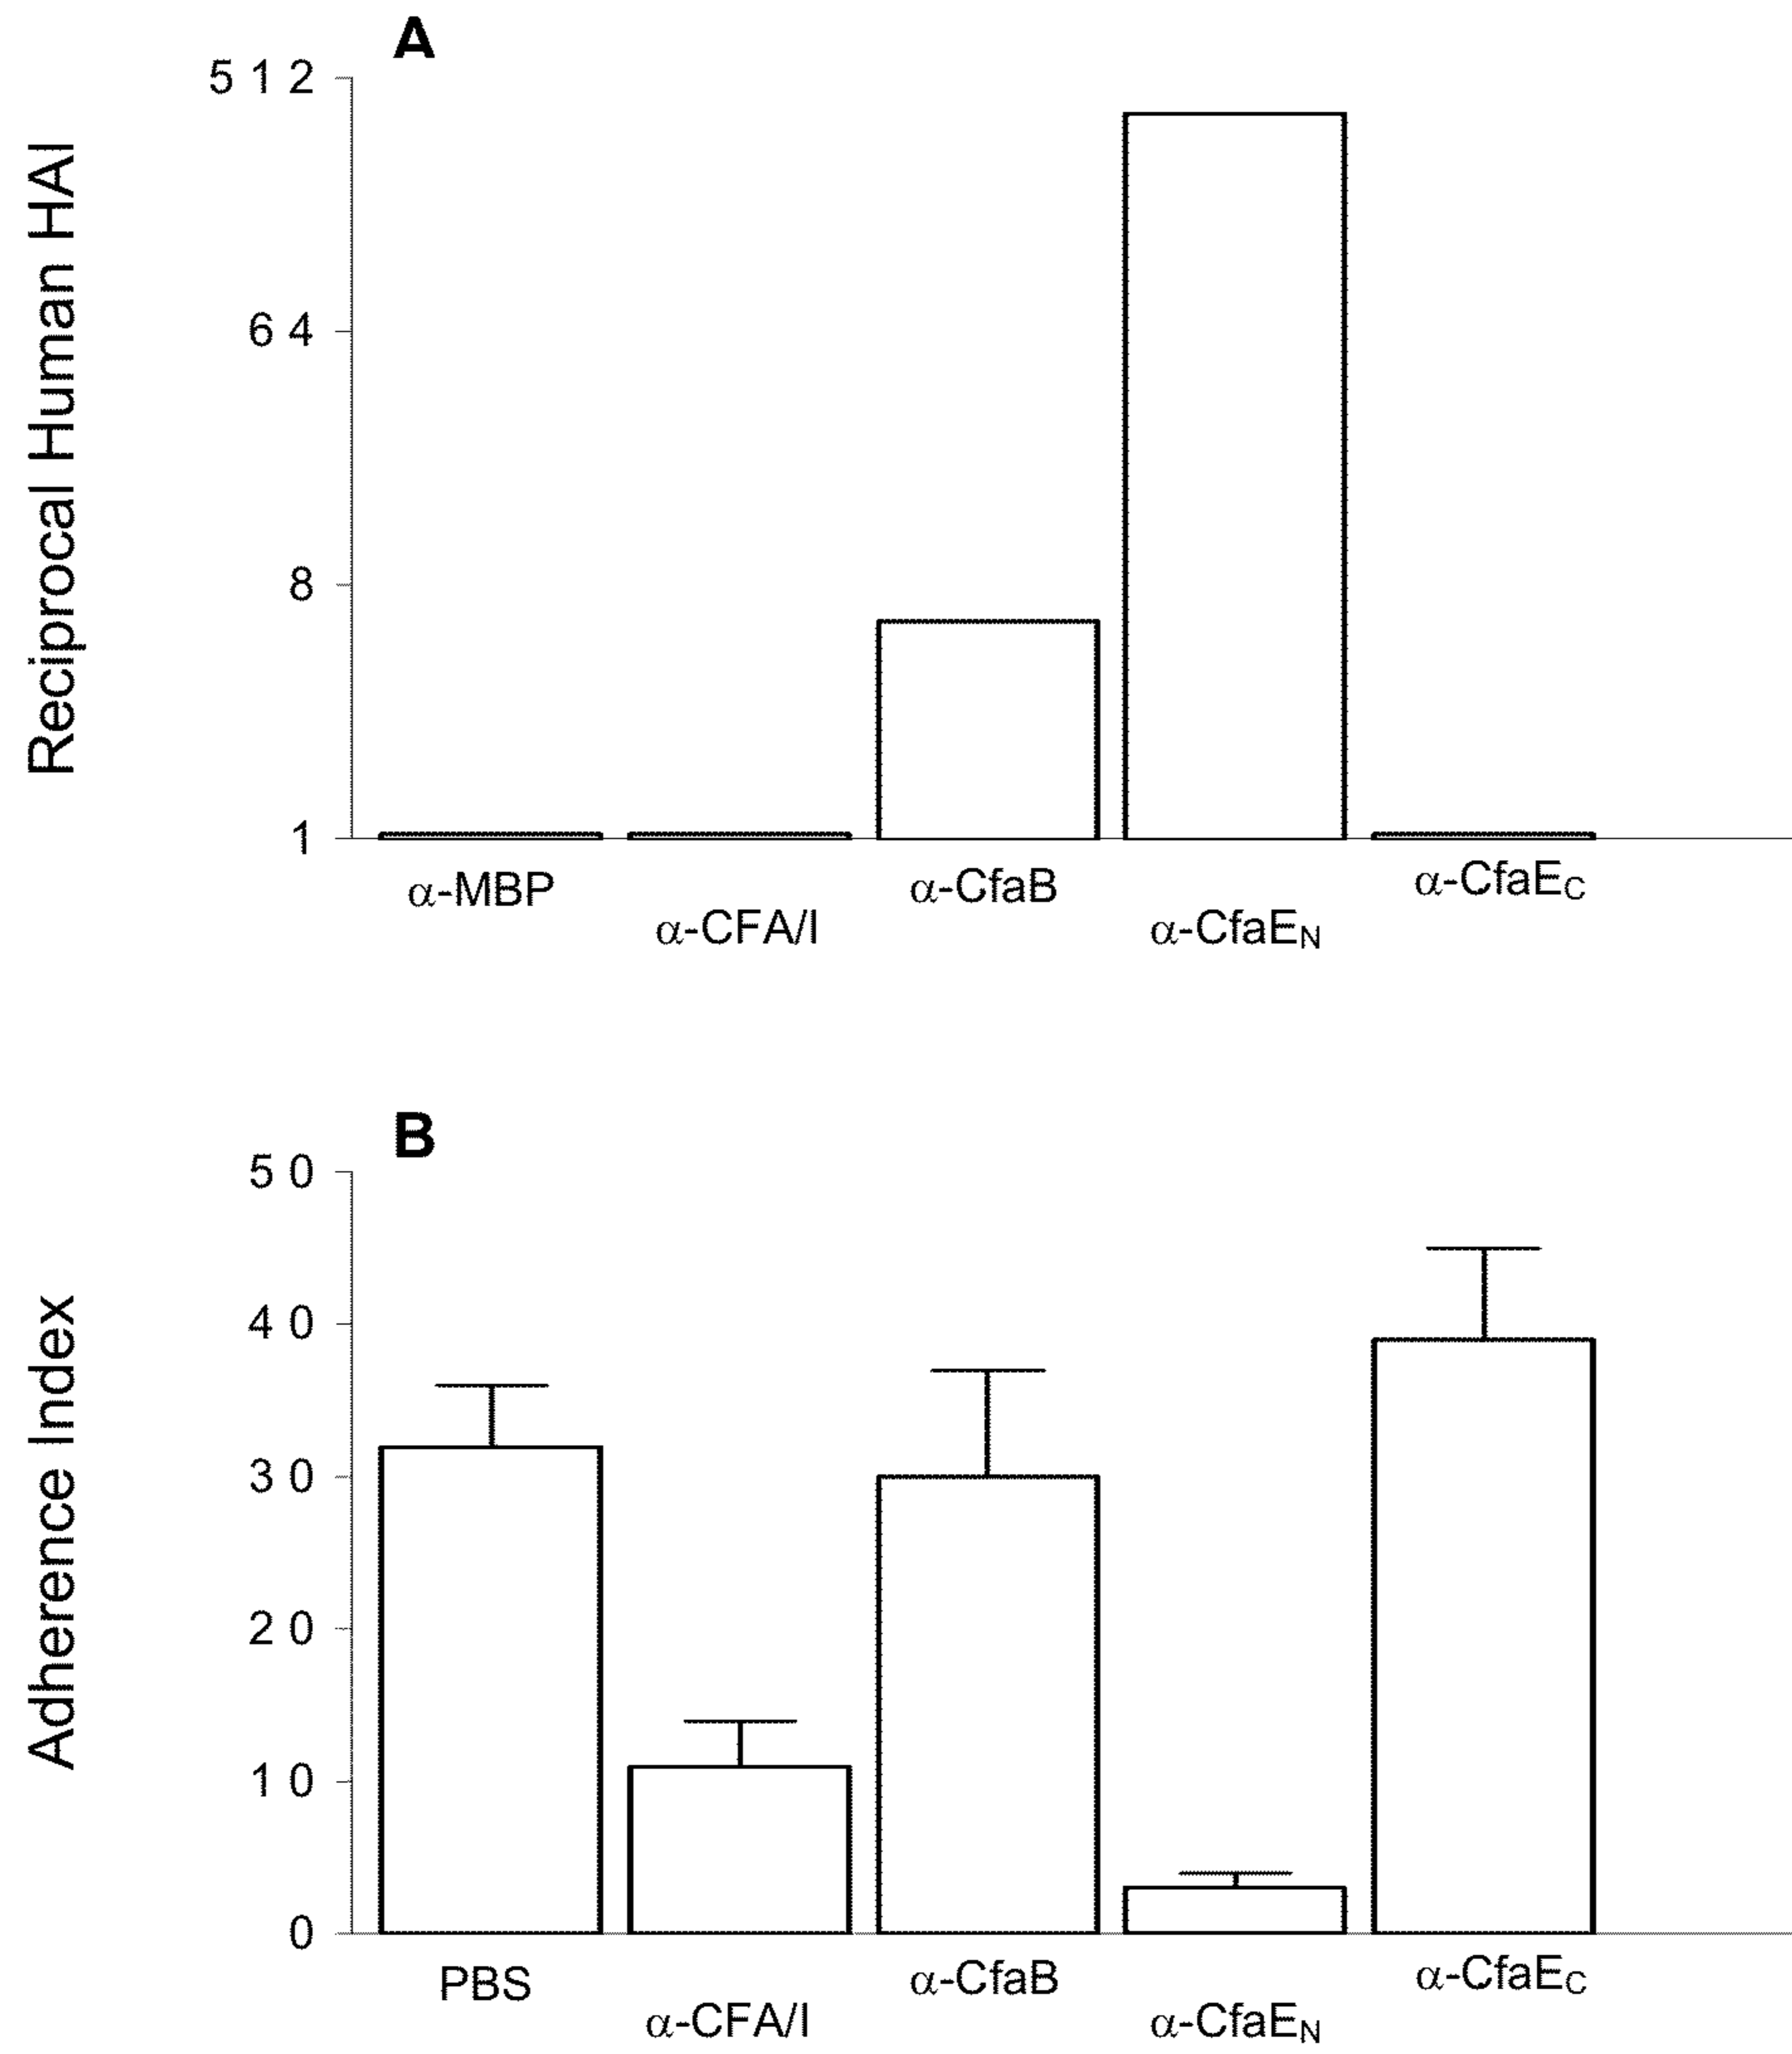 A
Reciprocal Human HAI
512
64
8
1
α-MBP
α-CFA/I
α-CfaB
α-CfaEN
α-CfaEC
B
Adherence Index
50
40
30
20
10
0
PBS
α-CFA/I
α-CfaB
α-CfaEN
α-CfaEC